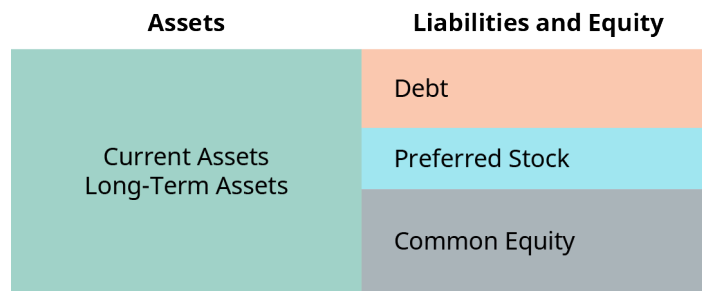 Assets
Liabilities and Equity
Current Assets
Long-Term Assets
Debt
Preferred Stock
Common Equity